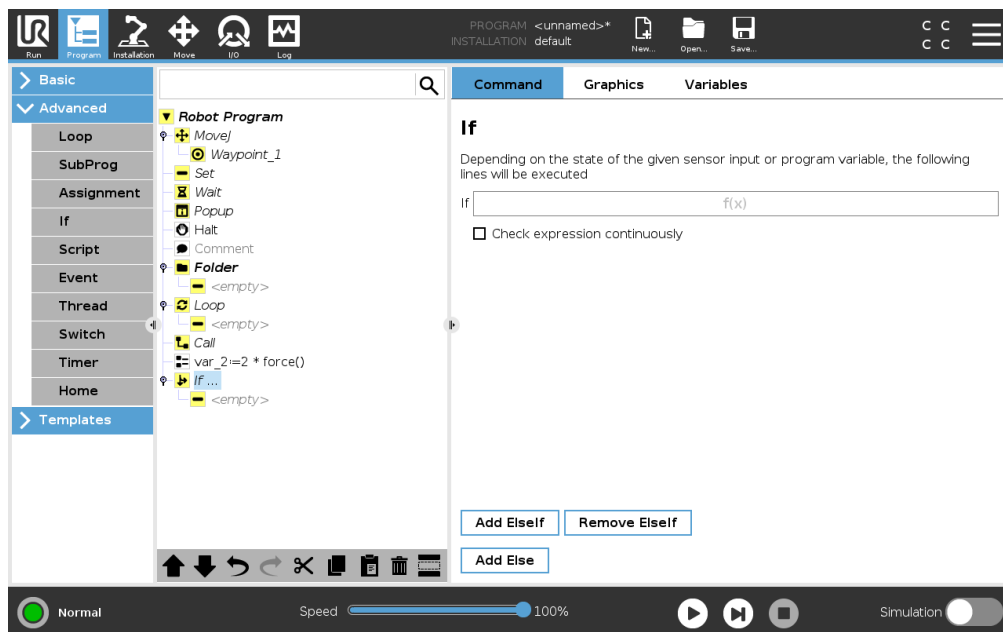 Run
Program
Installation
Move
I/O
Log
PROGRAM <unnamed>*
INSTALLATION default
New...
Open...
Save...
C C
C C
Basic
Advanced
Loop
SubProg
Assignment
If
Script
Event
Thread
Switch
Timer
Home
Templates
Robot Program
MoveJ
Waypoint_1
Set
Wait
Popup
Halt
Comment
Folder
<empty>
Loop
<empty>
Call
var_2:=2 * force()
If ...
<empty>
Command
Graphics
Variables
If
Depending on the state of the given sensor input or program variable, the following
lines will be executed
If f(x)
Check expression continuously
Add ElseIf
Remove ElseIf
Add Else
Normal
Speed 100%
Simulation